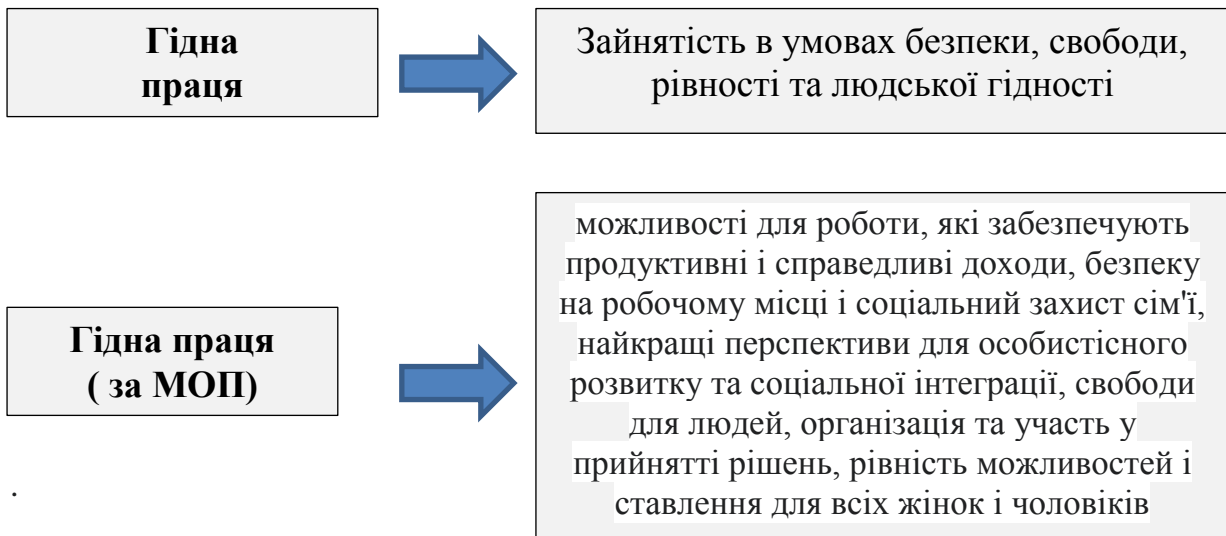 Гідна
праця
Зайнятість в умовах безпеки, свободи,
рівності та людської гідності
Гідна праця
( за МОП)
можливості для роботи, які забезпечують
продуктивні і справедливі доходи, безпеку
на робочому місці і соціальний захист сім'ї,
найкращі перспективи для особистісного
розвитку та соціальної інтеграції, свободи
для людей, організація та участь у
прийнятті рішень, рівність можливостей і
ставлення для всіх жінок і чоловіків
.